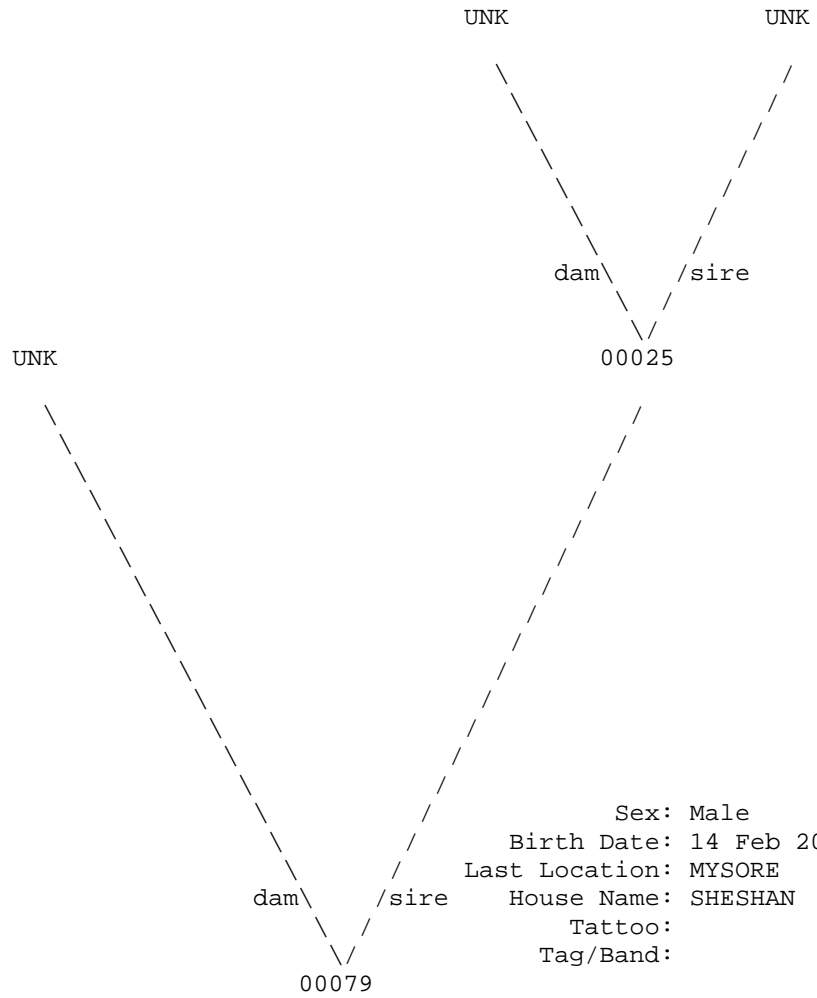 UNK UNK
dam sire
UNK 00025
Sex: Male
Birth Date: 14 Feb
Last Location: MYSORE
dam sire House Name: SHESHAN
Tattoo:
Tag/Band:
00079